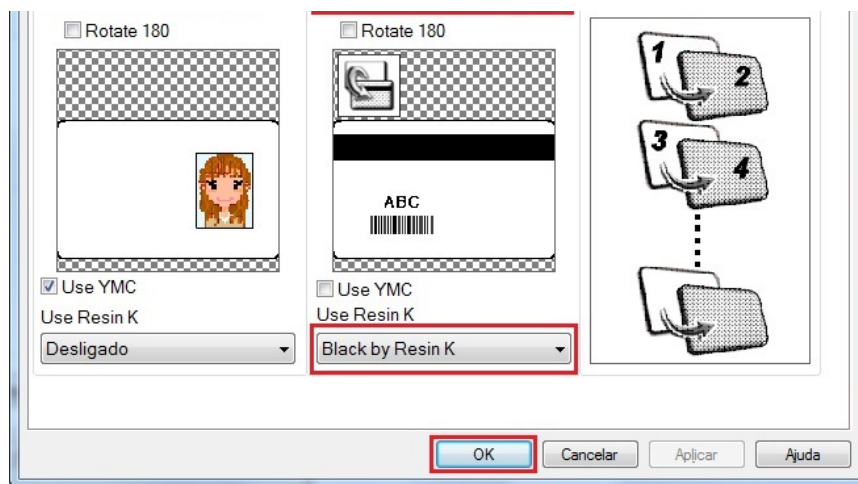 Rotate 180
Rotate 180
1
2
3
4
ABC
Use YMC
Use YMC
Use Resin K
Use Resin K
Desligado
Black by Resin K
OK
Cancelar
Aplicar
Ajuda